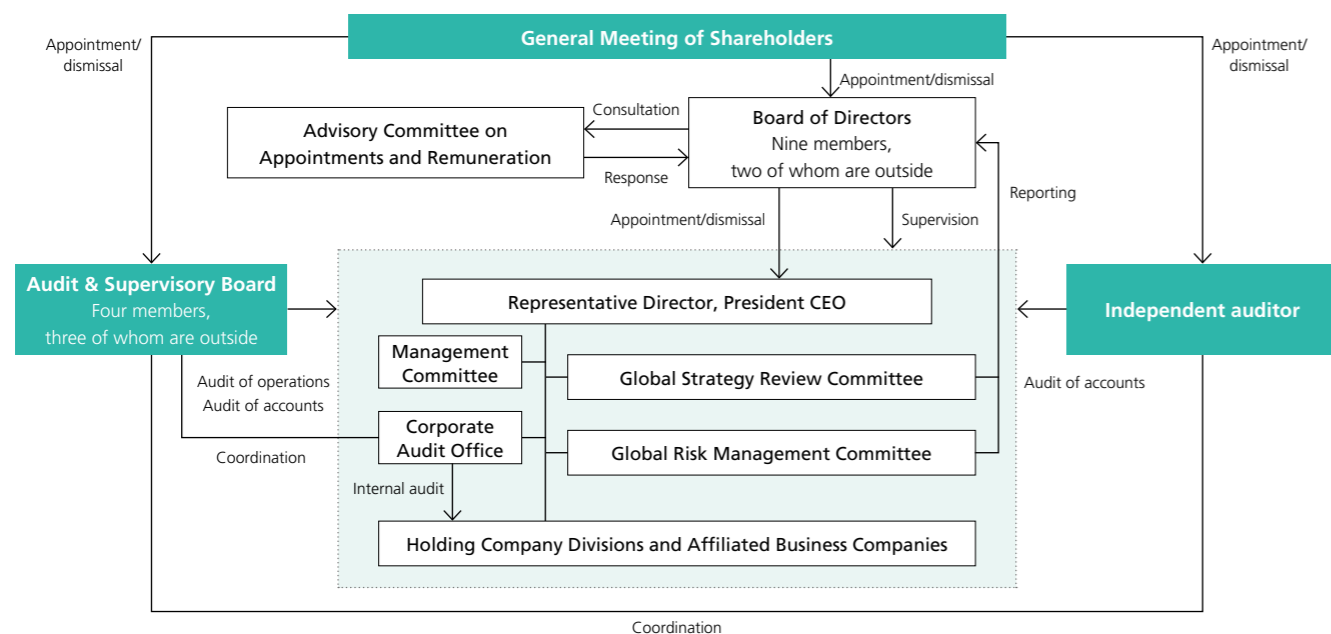 General Meeting of Shareholders
Appointment/
dismissal
Appointment/
dismissal
Appointment/dismissal
Consultation
Advisory Committee on
Appointments and Remuneration
Board of Directors
Nine members,
two of whom are outside
Response
Reporting
Appointment/dismissal
Supervision
Audit & Supervisory Board
Four members,
three of whom are outside
Representative Director, President CEO
Independent auditor
Management
Committee
Global Strategy Review Committee
Audit of operations
Audit of accounts
Audit of accounts
Corporate
Audit Office
Global Risk Management Committee
Coordination
Internal audit
Holding Company Divisions and Affiliated Business Companies
Coordination